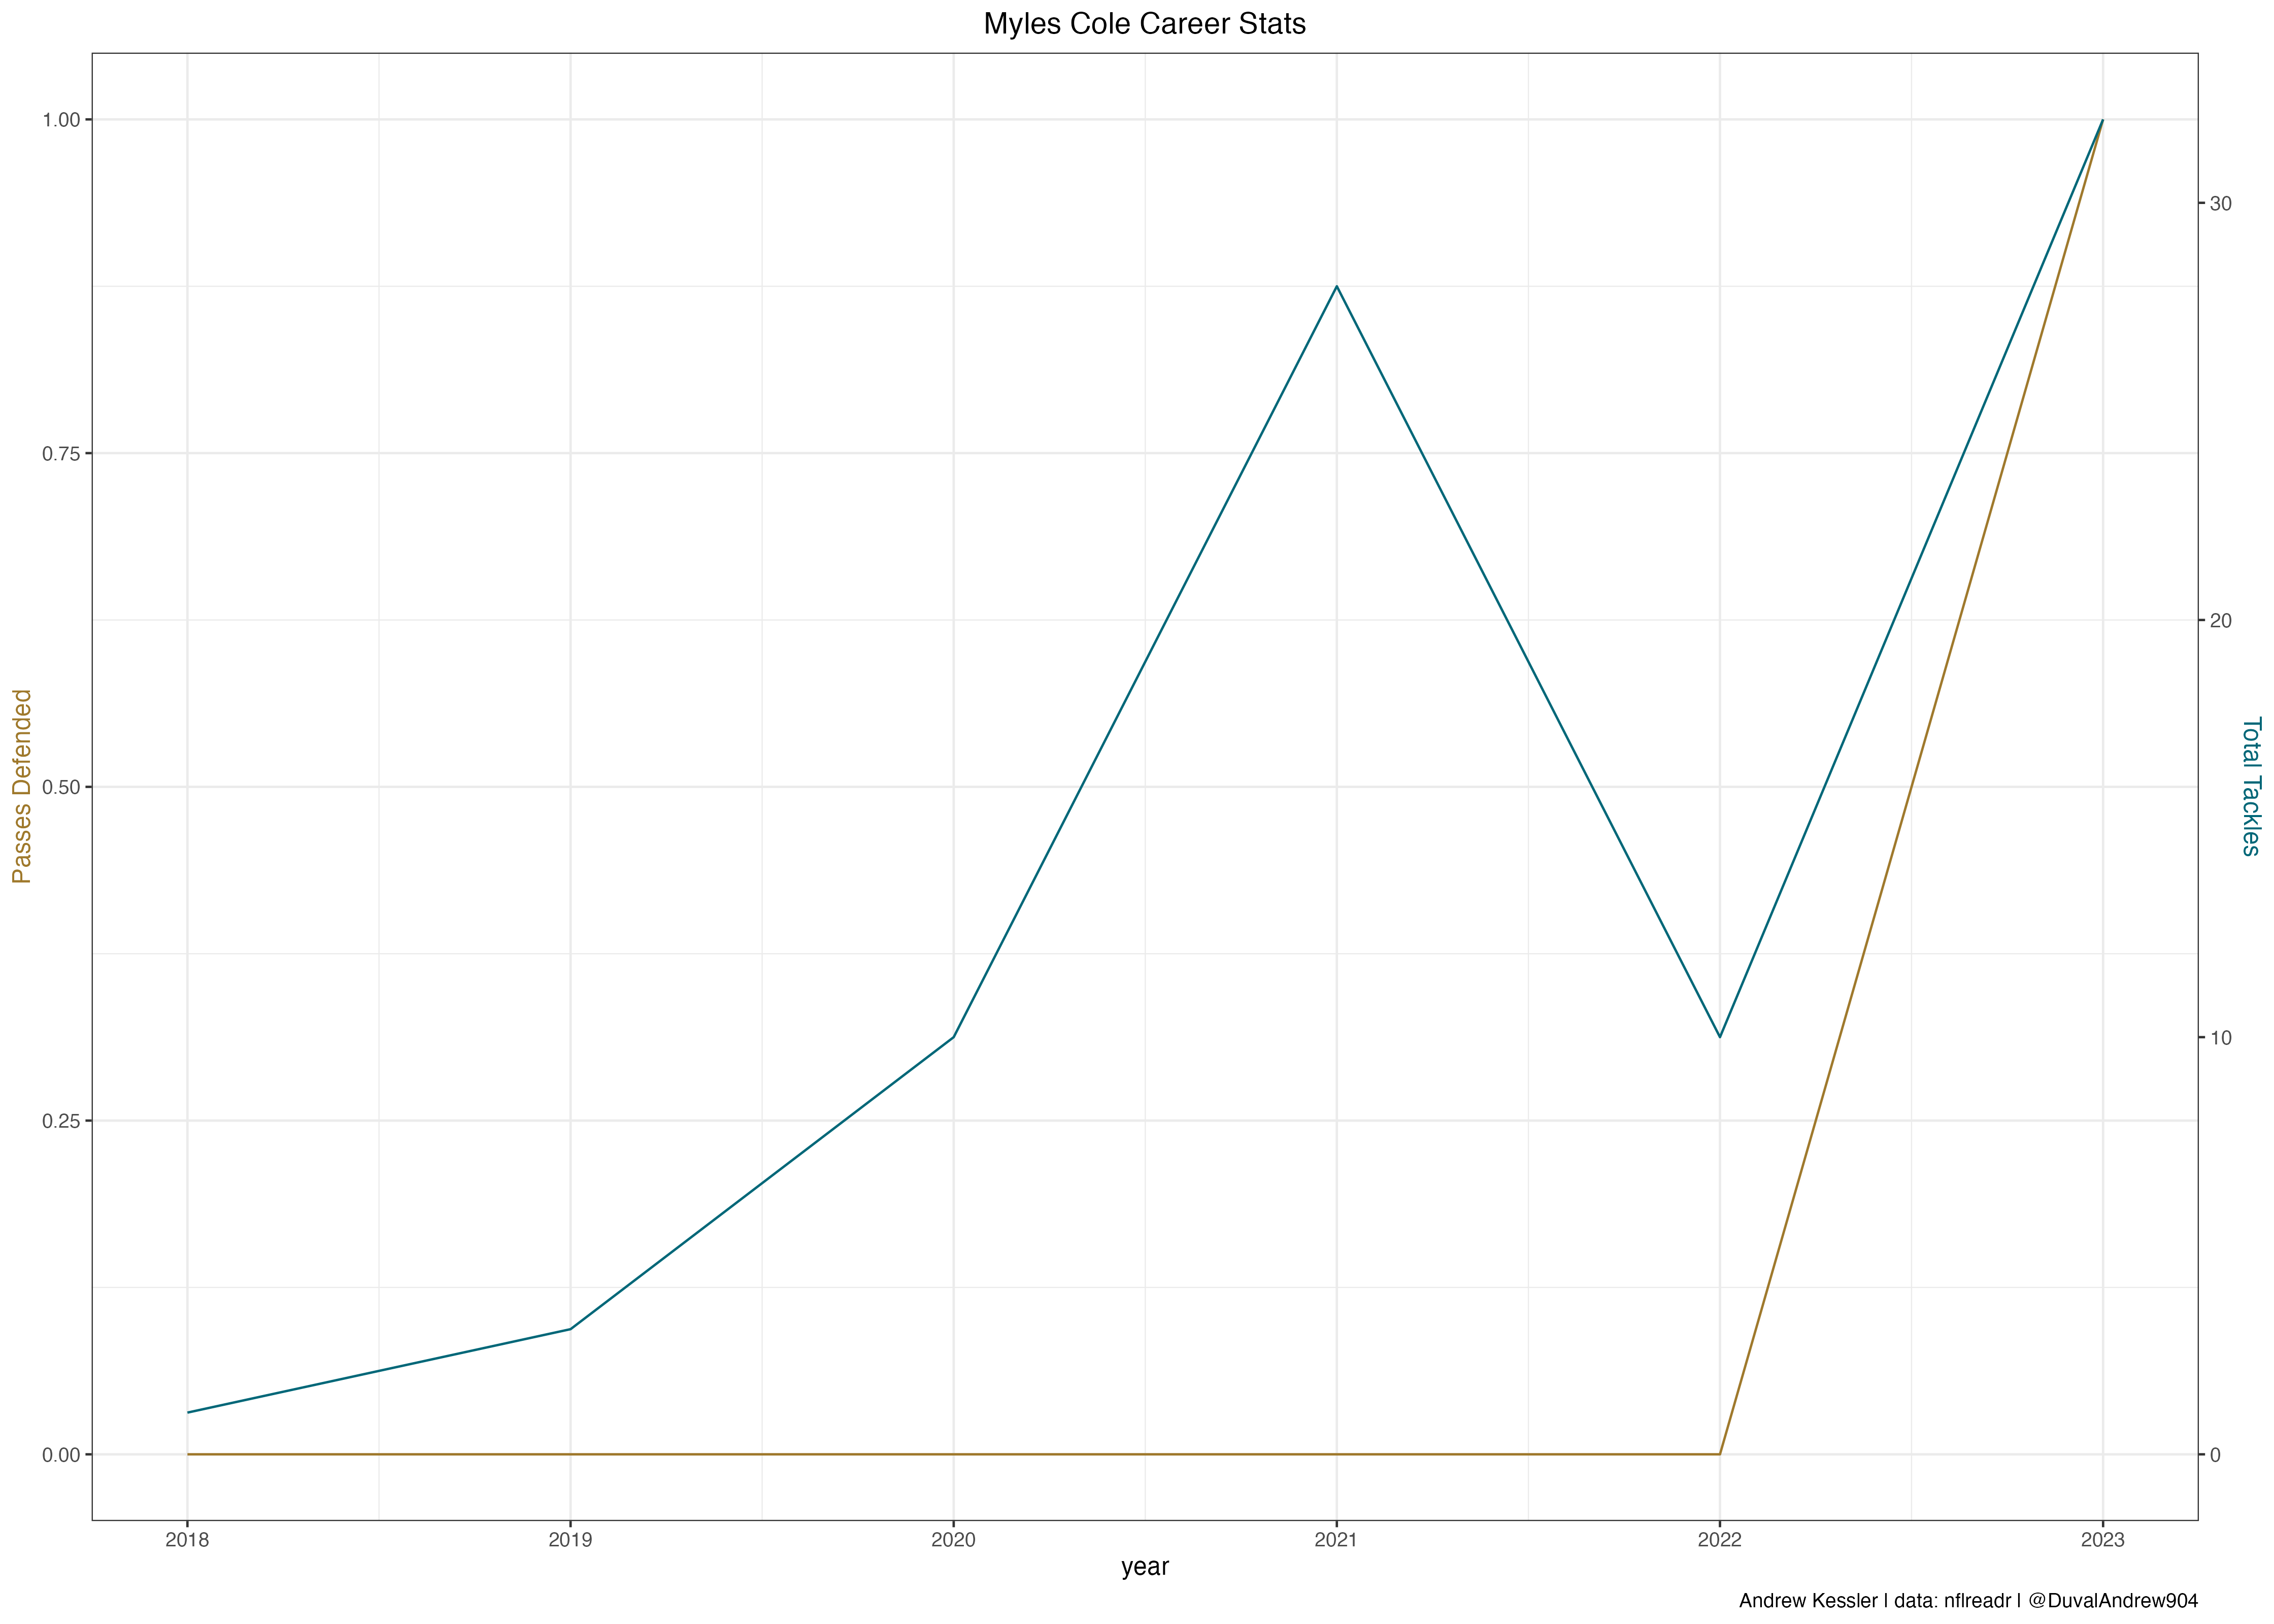 Myles Cole Career Stats
1.00
0.75
0.50
0.25
0.00
Passes Defended
30
20
10
0
Total Tackles
2018 2019 2020 2021 2022 2023
year
Andrew Kessler | data: nflreadr | @DuvalAndrew904